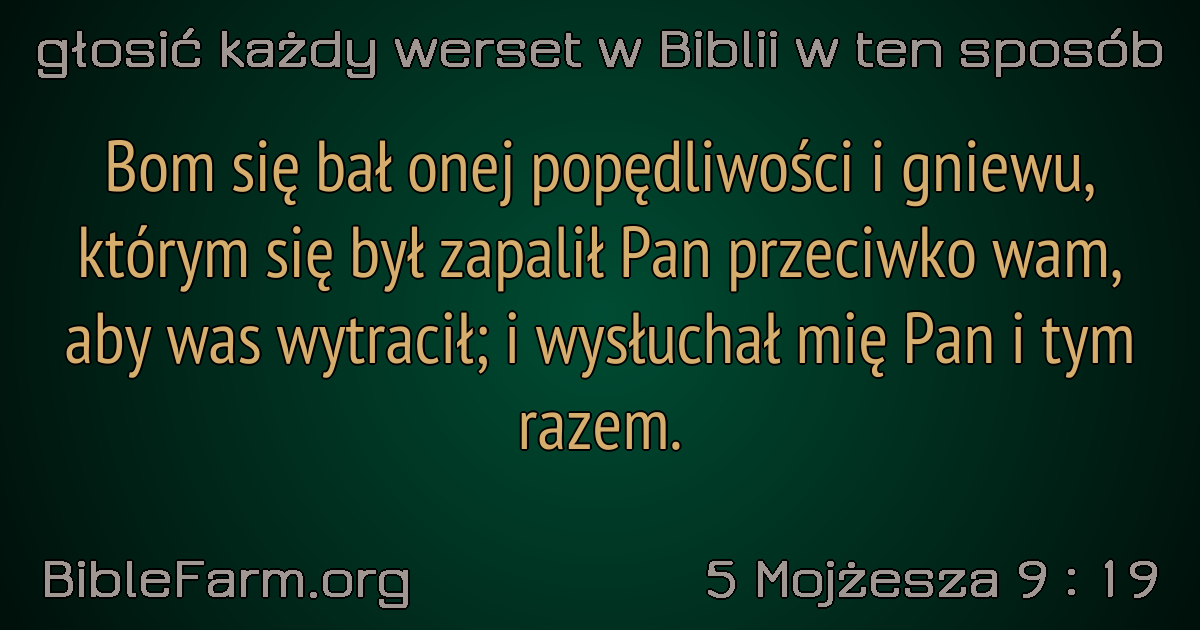 głosić każdy werset w Biblii w ten sposób
Bom się bał onej popędliwości i gniewu,
którym się był zapalił Pan przeciwko wam,
aby was wytracił; i wysłuchał mię Pan i tym
razem.
BibleFarm.org
5 Mojżesza 9 : 19